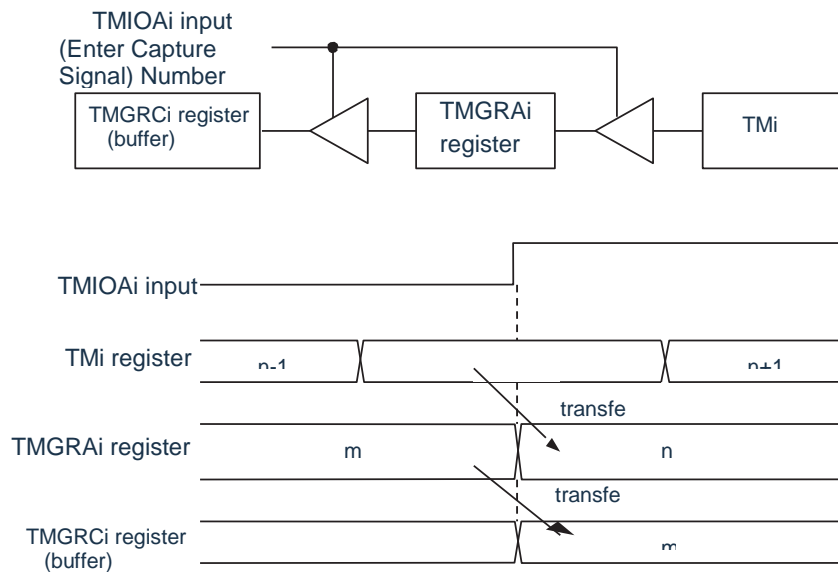 TMIOAi input
(Enter Capture
Signal) Number
TMGRCi register
(buffer)
TMGRAi
register
TMi
TMIOAi input
TMi register
n-1
n+1
transfe
TMGRAi register
m
n
transfe
TMGRCi register
(buffer)
m